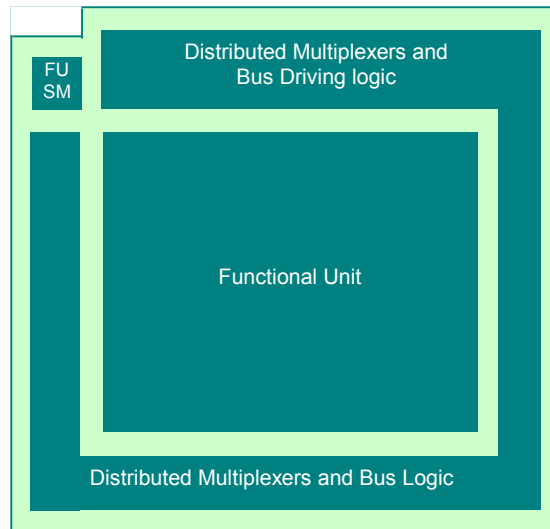 Distributed Multiplexers and
Bus Driving logic
FU
SM
Functional Unit
Distributed Multiplexers and Bus Logic